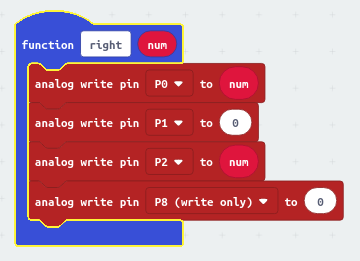 function right num
analog write pin P0 to num
analog write pin P1 to 0
analog write pin P2 to num
analog write pin P8 (write only) to 0